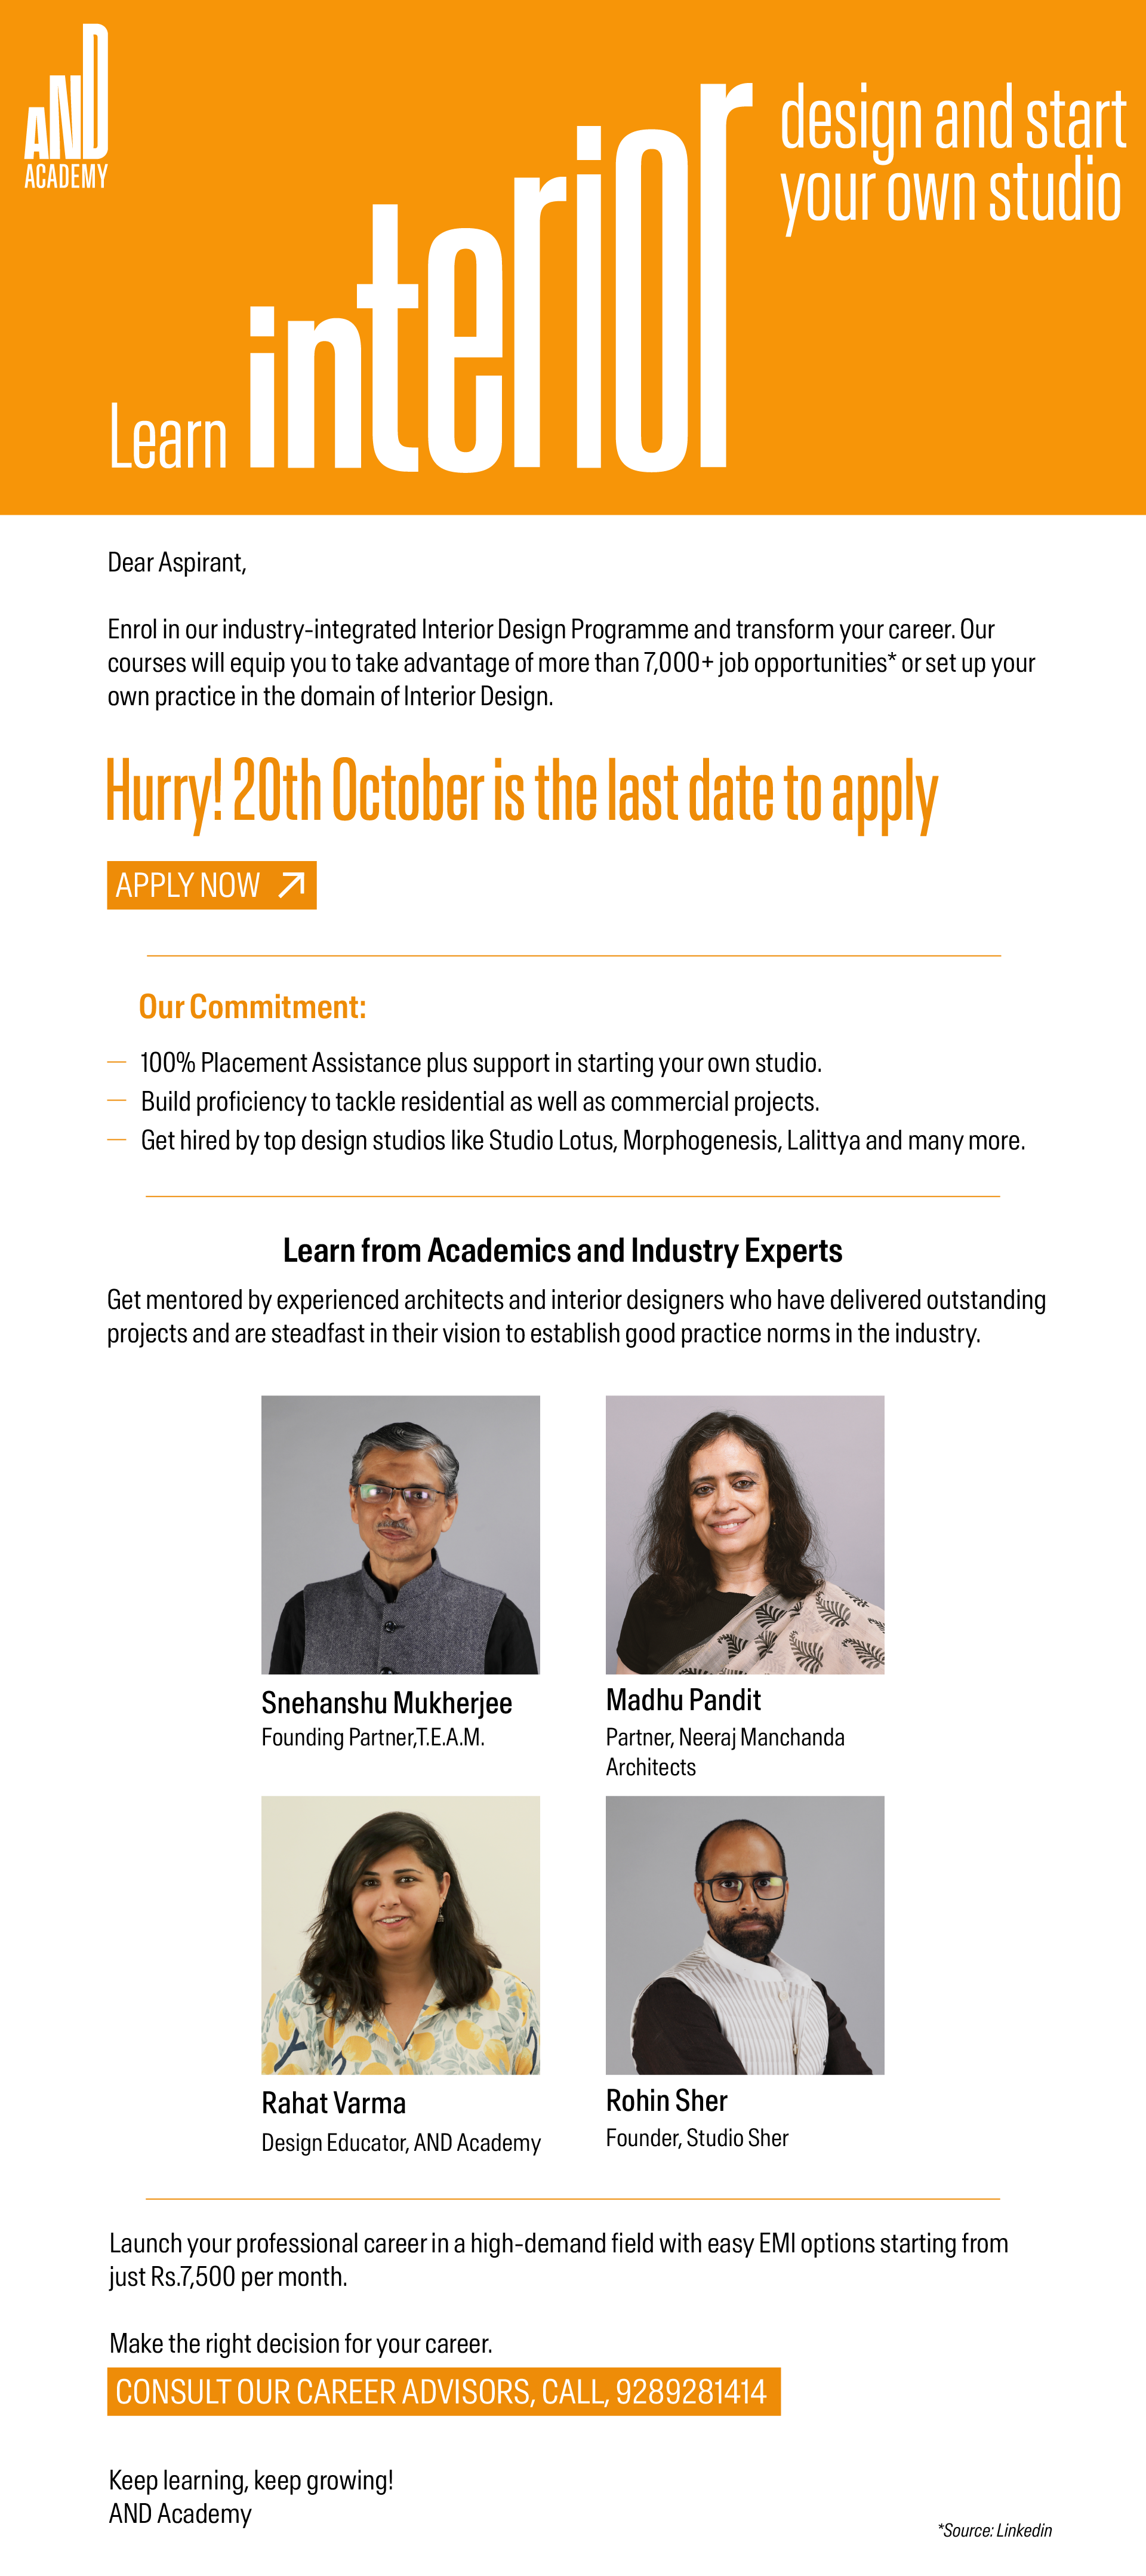 AND
ACADEMY
Learn interior design and start
your own studio
Dear Aspirant,
Enrol in our industry-integrated Interior Design Programme and transform your career. Our
courses will equip you to take advantage of more than 7,000+ job opportunities* or set up your
own practice in the domain of Interior Design.
Hurry! 20th October is the last date to apply
APPLY NOW
Our Commitment:
100% Placement Assistance plus support in starting your own studio.
Build proficiency to tackle residential as well as commercial projects.
Get hired by top design studios like Studio Lotus, Morphogenesis, Lalittya and many more.
Learn from Academics and Industry Experts
Get mentored by experienced architects and interior designers who have delivered outstanding
projects and are steadfast in their vision to establish good practice norms in the industry.
Snehanshu Mukherjee
Founding Partner,T.E.A.M.
Madhu Pandit
Partner, Neeraj Manchanda
Architects
Rahat Varma
Design Educator, AND Academy
Rohin Sher
Founder, Studio Sher
Launch your professional career in a high-demand field with easy EMI options starting from
just Rs.7,500 per month.
Make the right decision for your career.
CONSULT OUR CAREER ADVISORS, CALL, 9289281414
Keep learning, keep growing!
AND Academy
*Source: Linkedin